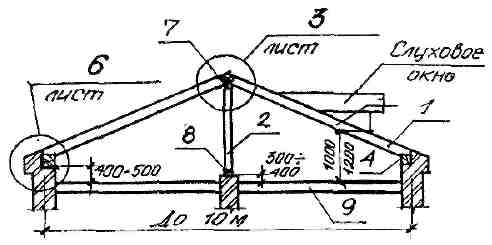 3
лист
7
Слуховое
окно
6
лист
1
2
8
300÷
400
1000
1200
4
400-500
9
До 10 м